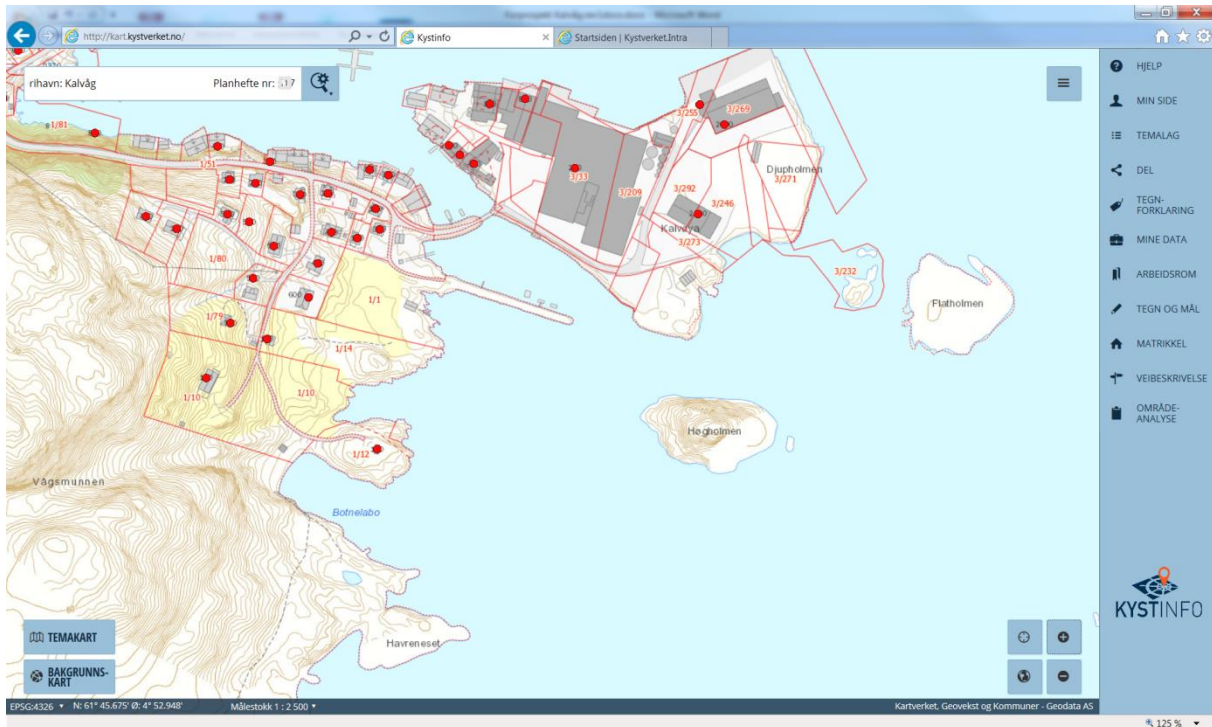 http://kart.kystverket.no/
Kystinfo
Startsiden | Kystverket.Intra
rihavn: Kalvåg
Planhefte nr:
HJELP
MIN SIDE
TEMALAG
DEL
TEGN-
FORKLARING
MINE DATA
ARBEIDSROM
TEGN OG MÅL
MATRIKKEL
VEIBESKRIVELSE
OMRÅDE-
ANALYSE
KYSTINFO
1/81
1/51
3/255
3/269
3/33
3/209
3/292
3/246
Djupholmen
3/271
Kalvøya
3/273
3/232
Flatholmen
1/80
1/1
600
1/79
1/14
1/10
1/10
1/12
Høgholmen
Vågsmunnen
Botnelabo
Havreneset
TEMAKART
BAKGRUNNS-
KART
EPSG:4326
N: 61° 45.675' Ø: 4° 52.948'
Målestokk 1 : 2 500
Kartverket, Geovekst og Kommuner - Geodata AS
125 %